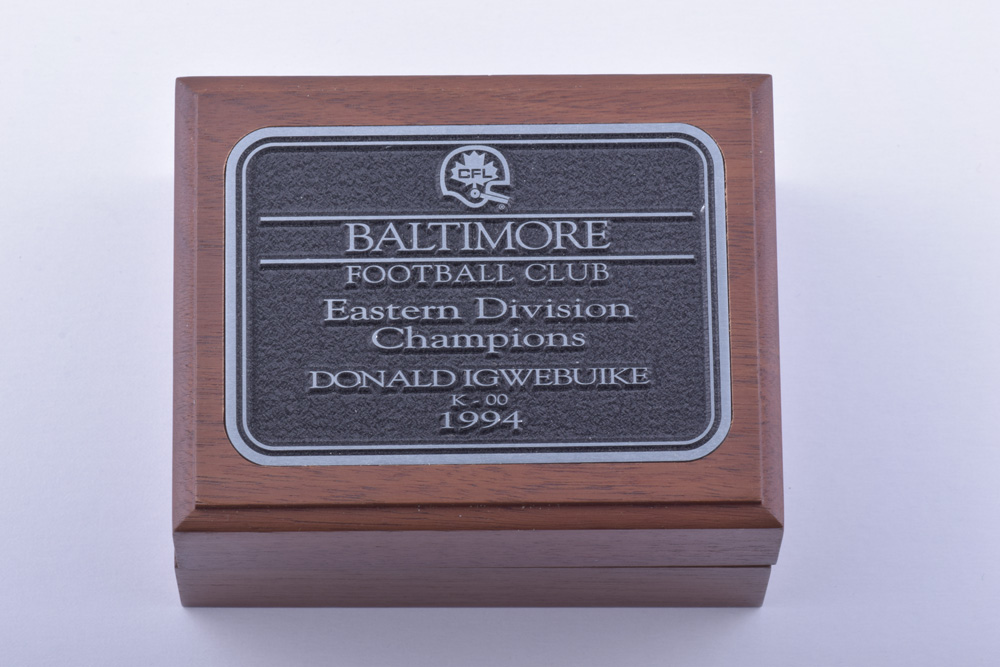 CFL
BALTIMORE
FOOTBALL CLUB
Eastern Division
Champions
DONALD IGWEBUIKE
K - 00
1994